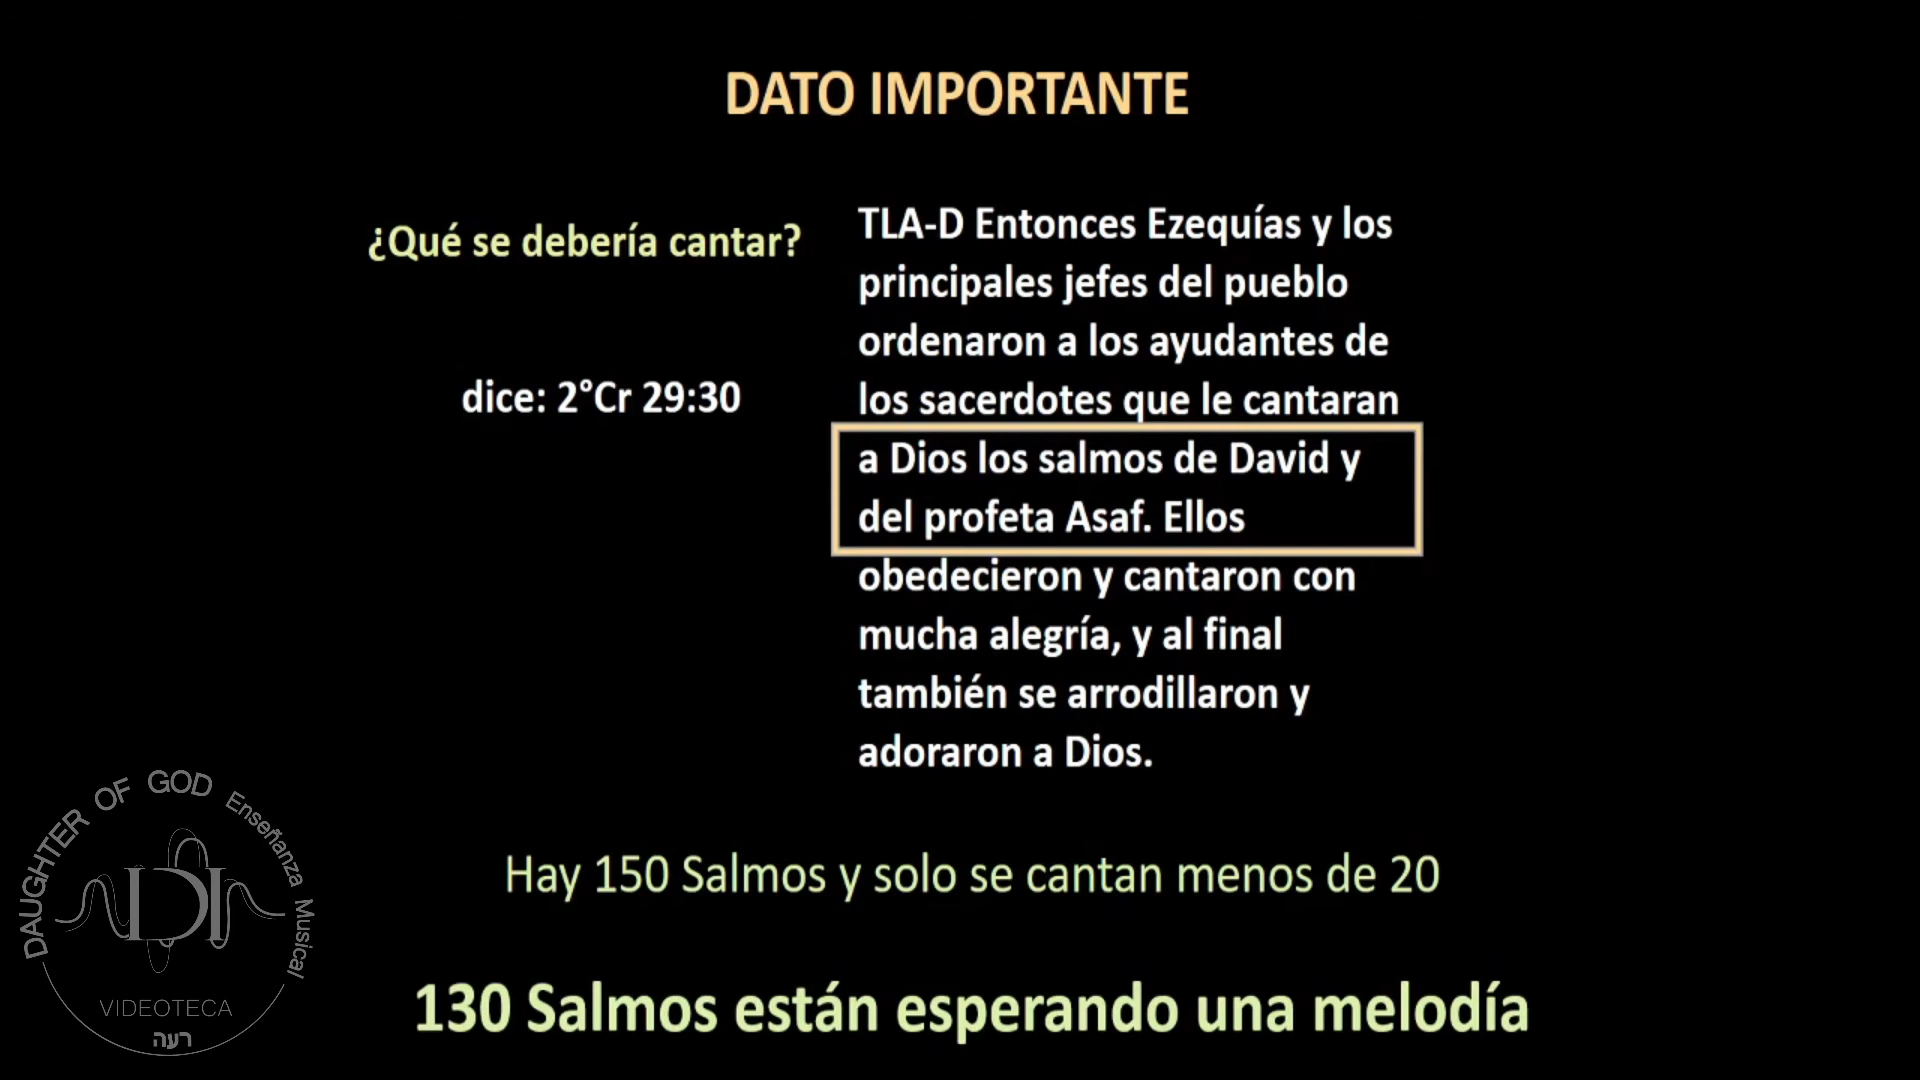 DATO IMPORTANTE
¿Qué se debería cantar?
dice: 2°Cr 29:30
TLA-D Entonces Ezequías y los
principales jefes del pueblo
ordenaron a los ayudantes de
los sacerdotes que le cantaran
a Dios los salmos de David y
del profeta Asaf. Ellos
obedecieron y cantaron con
mucha alegría, y al final
también se arrodillaron y
adoraron a Dios.
Hay 150 Salmos y solo se cantan menos de 20
130 Salmos están esperando una melodía
DAUGHTER OF GOD Enseñanza Musical
VIDEOTECA
רעה